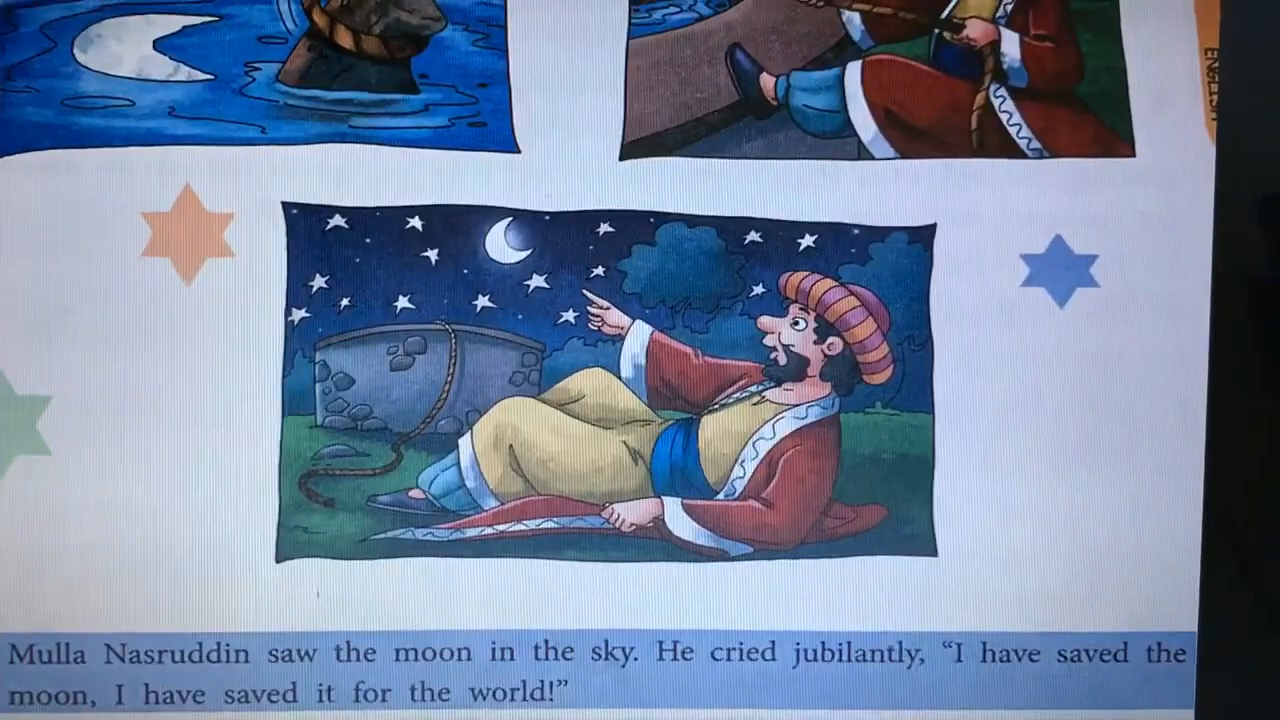 ENGLISH
Mulla Nasruddin saw the moon in the sky. He cried jubilantly, “I have saved the
moon, I have saved it for the world!”